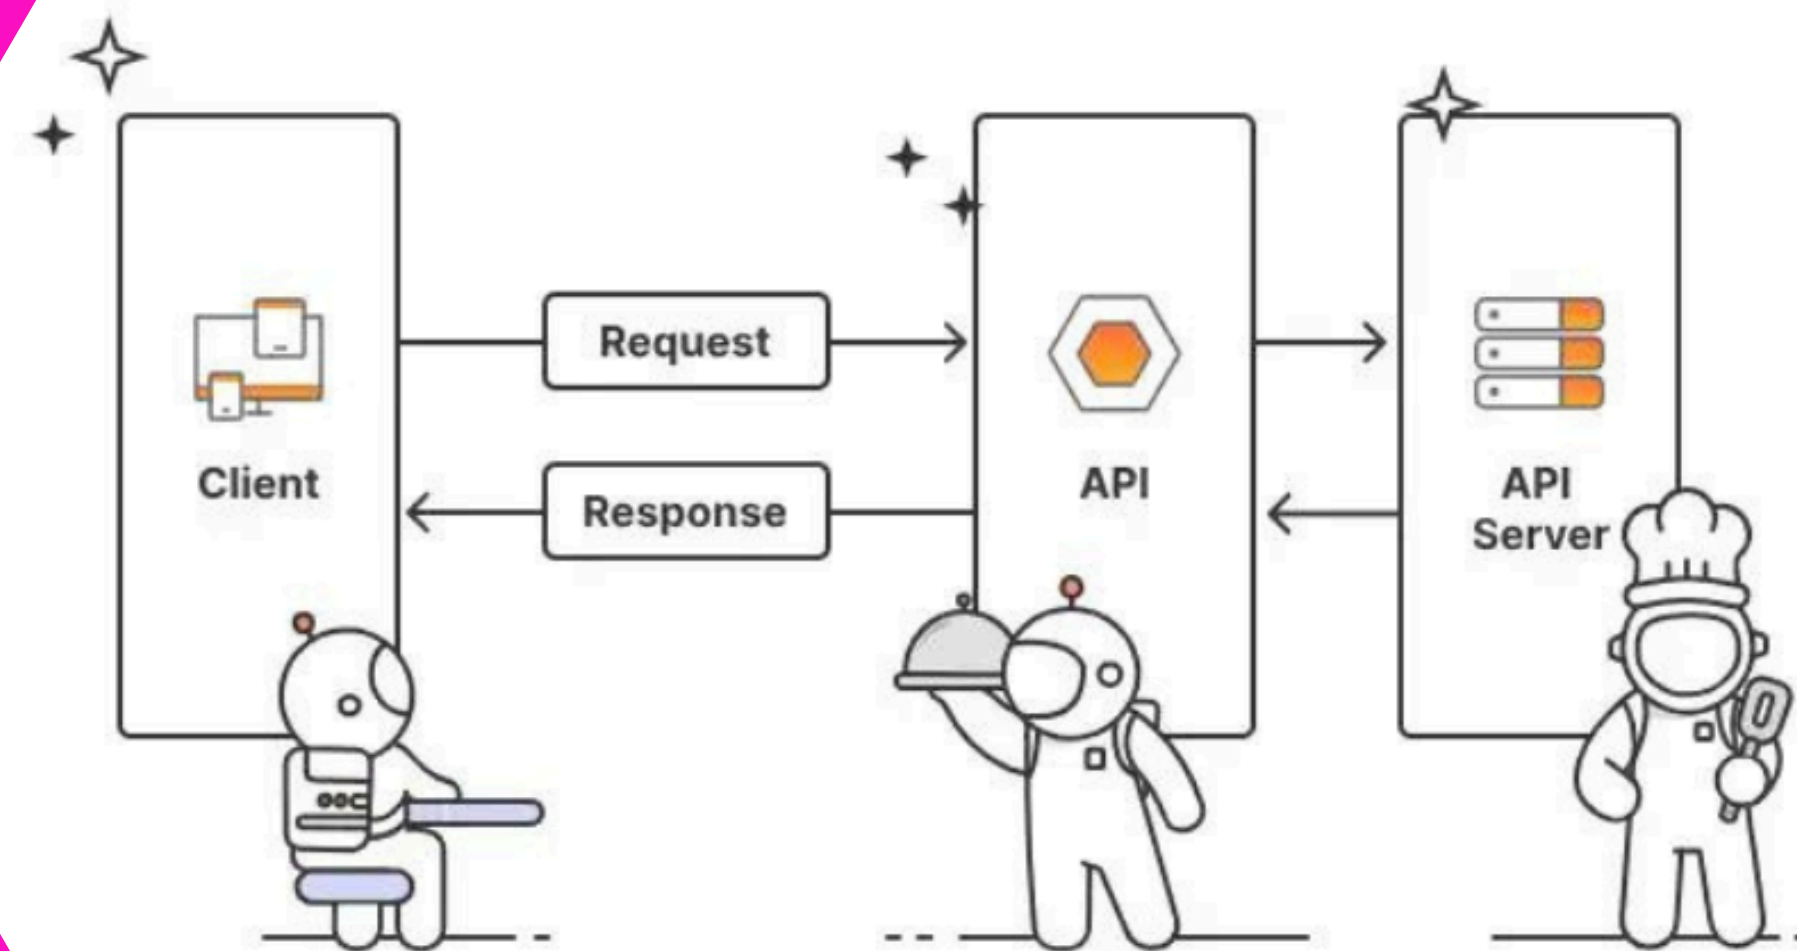 Request
Response
Client
API
API
Server